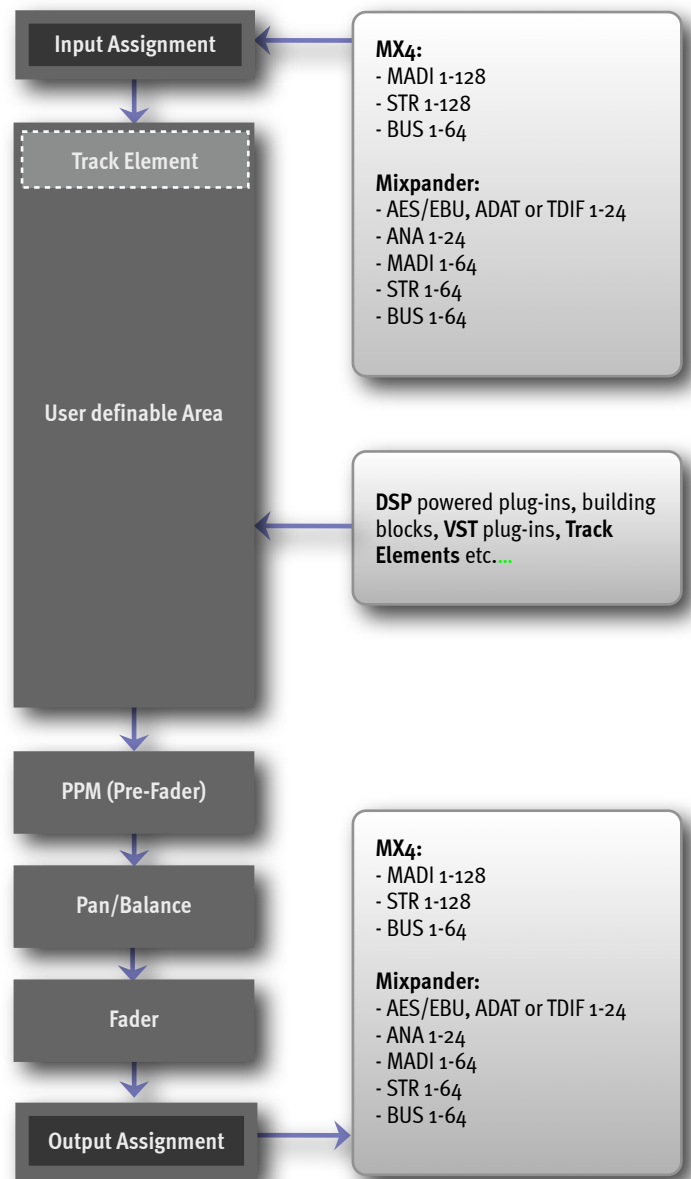 Input Assignment
MX4:
- MADI 1-128
- STR 1-128
- BUS 1-64
Mixpander:
- AES/EBU, ADAT or TDIF 1-24
- ANA 1-24
- MADI 1-64
- STR 1-64
- BUS 1-64
Track Element
User definable Area
DSP powered plug-ins, building
blocks, VST plug-ins, Track
Elements etc....
PPM (Pre-Fader)
Pan/Balance
Fader
Output Assignment
MX4:
- MADI 1-128
- STR 1-128
- BUS 1-64
Mixpander:
- AES/EBU, ADAT or TDIF 1-24
- ANA 1-24
- MADI 1-64
- STR 1-64
- BUS 1-64